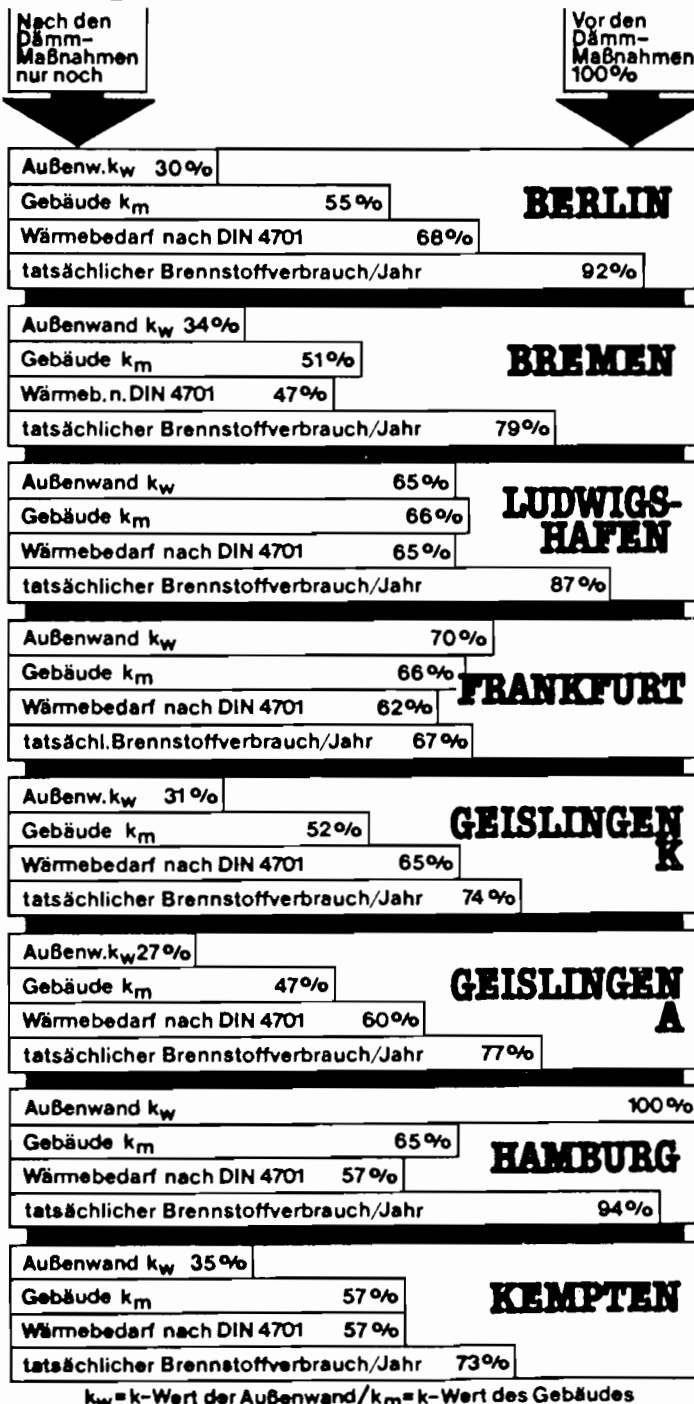 Nach den
Dämm-
Maßnahmen
nur noch
Vor den
Dämm-
Maßnahmen
100%
Außenw.kw 30%
Gebäude km 55%
Wärmebedarf nach DIN 4701 68%
tatsächlicher Brennstoffverbrauch/Jahr 92%
BERLIN
Außenwand kw 34%
Gebäude km 51%
Wärmeb.n.DIN 4701 47%
tatsächlicher Brennstoffverbrauch/Jahr 79%
BREMEN
Außenwand kw 65%
Gebäude km 66%
Wärmebedarf nach DIN 4701 65%
tatsächlicher Brennstoffverbrauch/Jahr 87%
LUDWIGS-
HAFEN
Außenwand kw 70%
Gebäude km 66%
Wärmebedarf nach DIN 4701 62%
tatsächl.Brennstoffverbrauch/Jahr 67%
FRANKFURT
Außenw.kw 31%
Gebäude km 52%
Wärmebedarf nach DIN 4701 65%
tatsächlicher Brennstoffverbrauch/Jahr 74%
GEISLINGEN
K
Außenw.kw 27%
Gebäude km 47%
Wärmebedarf nach DIN 4701 60%
tatsächlicher Brennstoffverbrauch/Jahr 77%
GEISLINGEN
A
Außenwand kw 100%
Gebäude km 65%
Wärmebedarf nach DIN 4701 57%
tatsächlicher Brennstoffverbrauch/Jahr 94%
HAMBURG
Außenwand kw 35%
Gebäude km 57%
Wärmebedarf nach DIN 4701 57%
tatsächlicher Brennstoffverbrauch/Jahr 73%
KEMPTEN
kw=k-Wert der Außenwand/km=k-Wert des Gebäudes